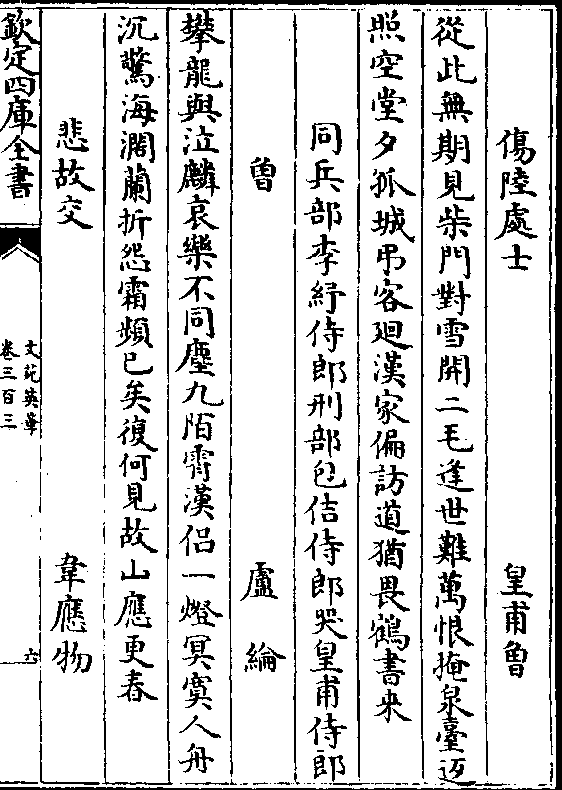 傷陸處士　皇甫曾
從此無期見柴門對雪開二毛逢世難萬恨掩泉臺返
照空堂夕孤城弔客廻漢家偏訪道猶畏鶴書来
同兵部李紓侍郎刑部包佶侍郎哭皇甫侍郎
曽　盧綸
攀龍與泣麟哀樂不同塵九陌霄漢侣一燈冥寞人舟
沉驚海濶蘭折怨霜頻已矣復何見故山應更春
悲故交　韋應物
欽定四庫全書
文苑英華
卷三百三
六